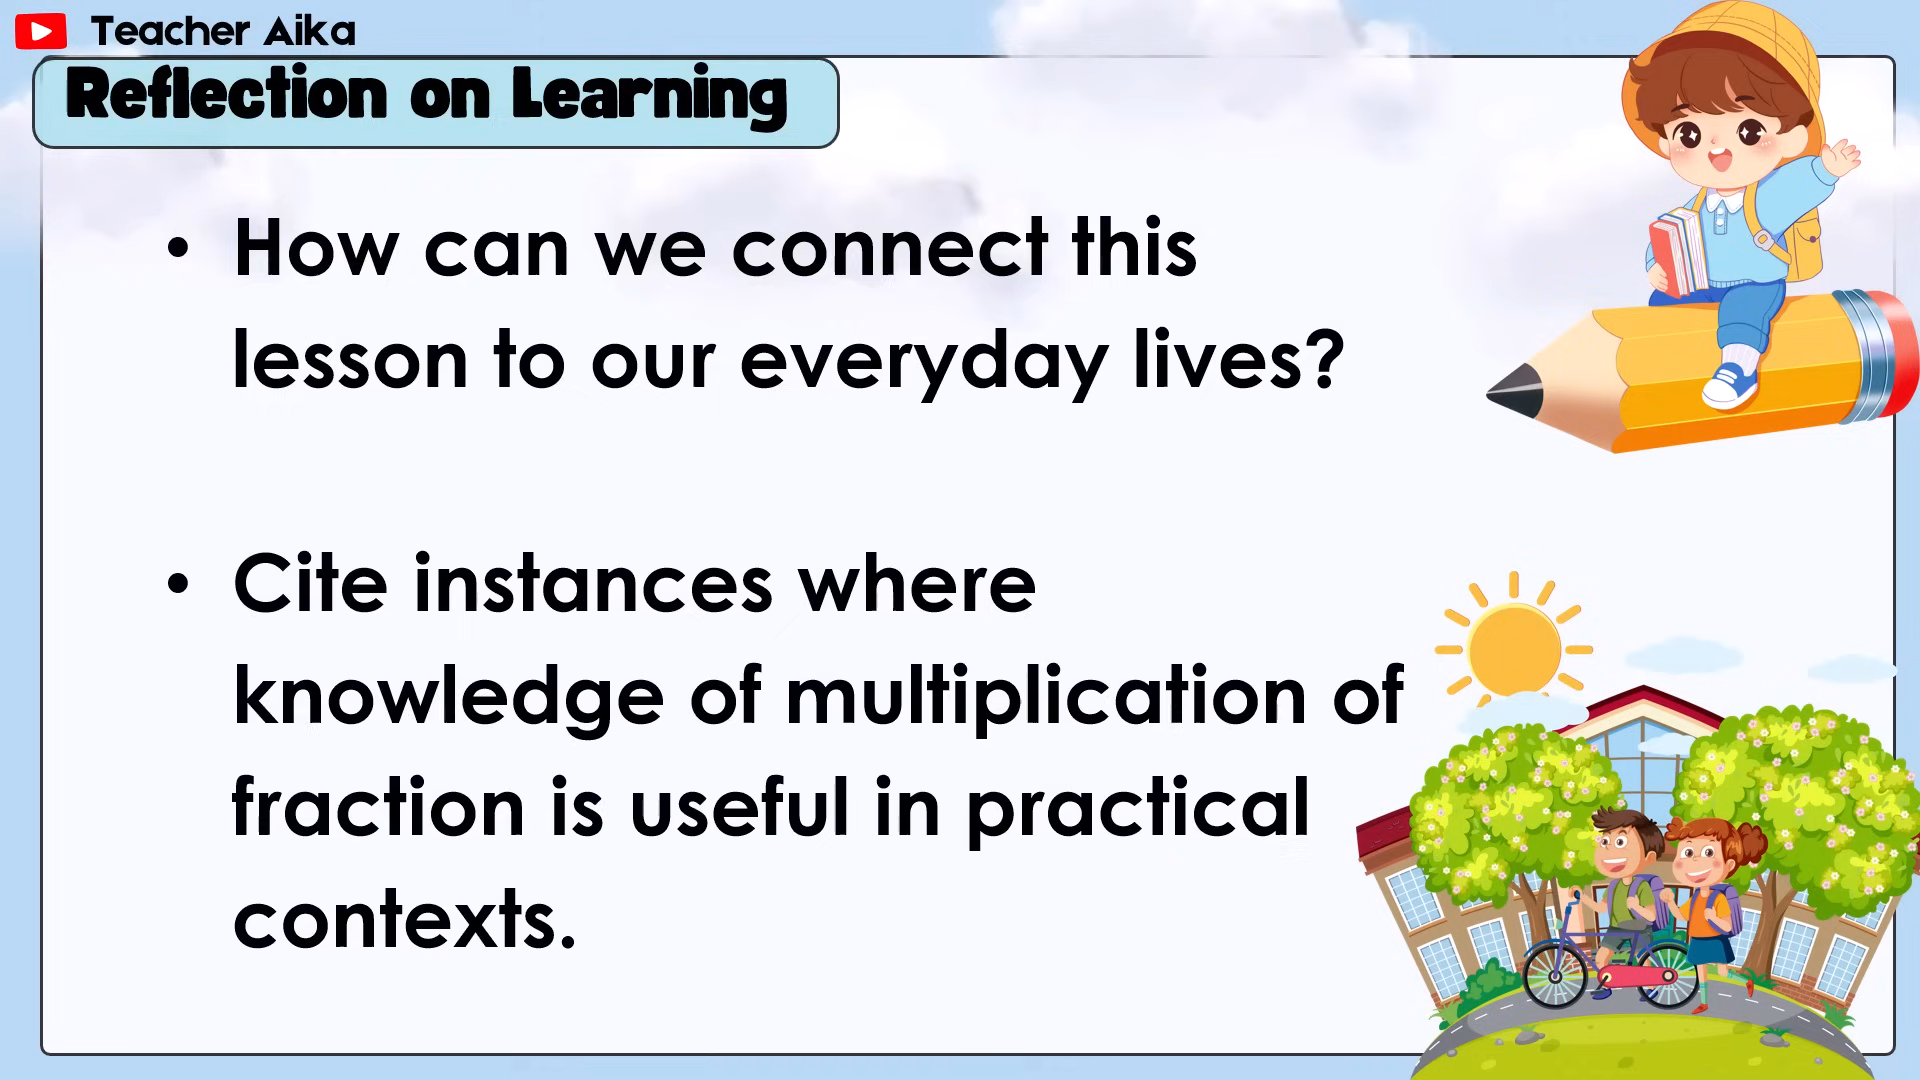 Teacher Aika
Reflection on Learning
• How can we connect this
lesson to our everyday lives?
• Cite instances where
knowledge of multiplication of
fraction is useful in practical
contexts.